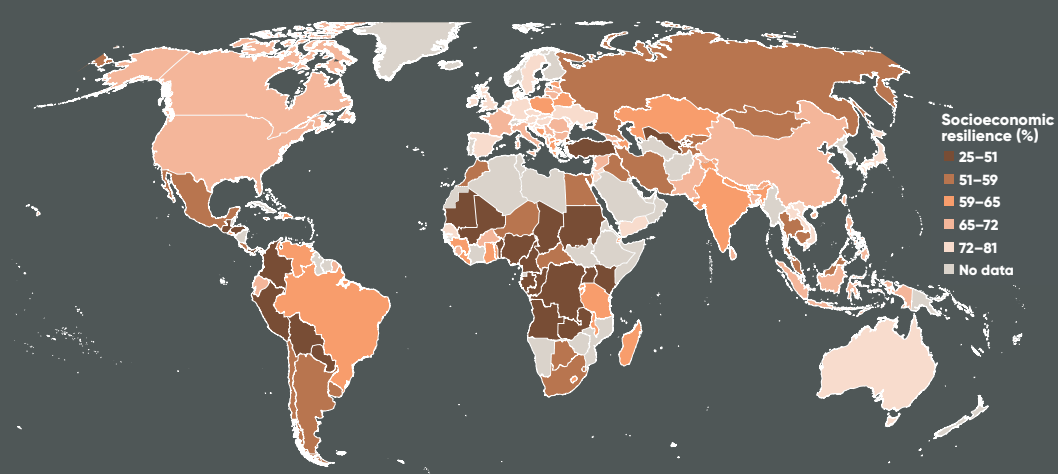 Socioeconomic
resilience (%)
25–51
51–59
59–65
65–72
72–81
No data